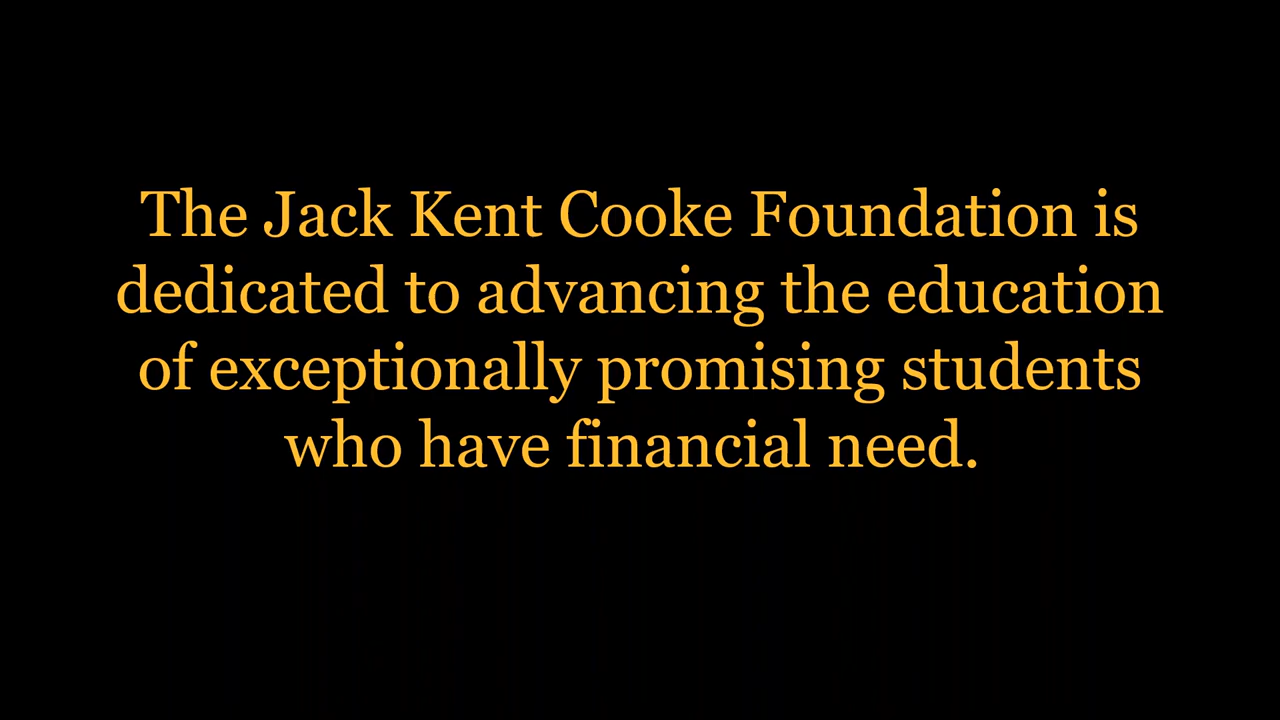 The Jack Kent Cooke Foundation is
dedicated to advancing the education
of exceptionally promising students
who have financial need.